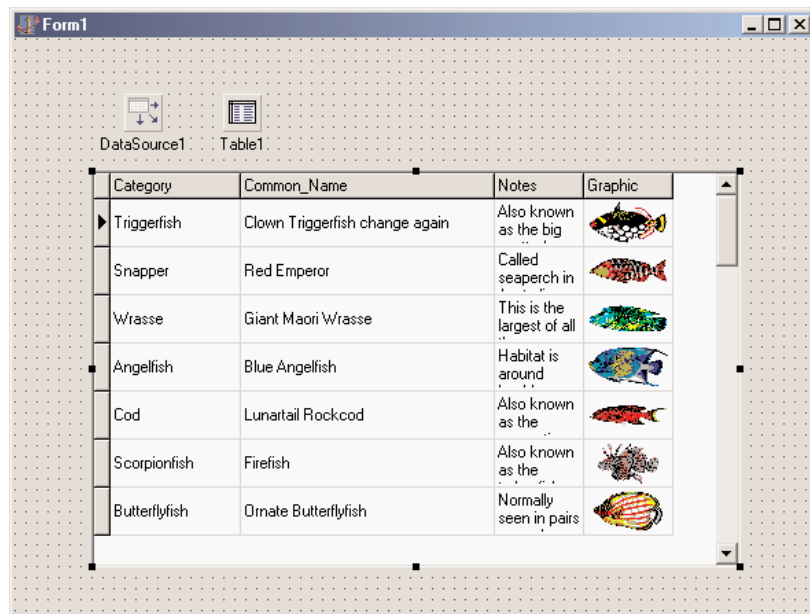 Form1
DataSource1 Table1
Category Common_Name Notes Graphic
Triggerfish Clown Triggerfish change again Also known
as the big
Snapper Red Emperor Called
seaperch in
Wrasse Giant Maori Wrasse This is the
largest of all
Angelfish Blue Angelfish Habitat is
around
Cod Lunartail Rockcod Also known
as the
Scorpionfish Firefish Also known
as the
Butterflyfish Ornate Butterflyfish Normally
seen in pairs